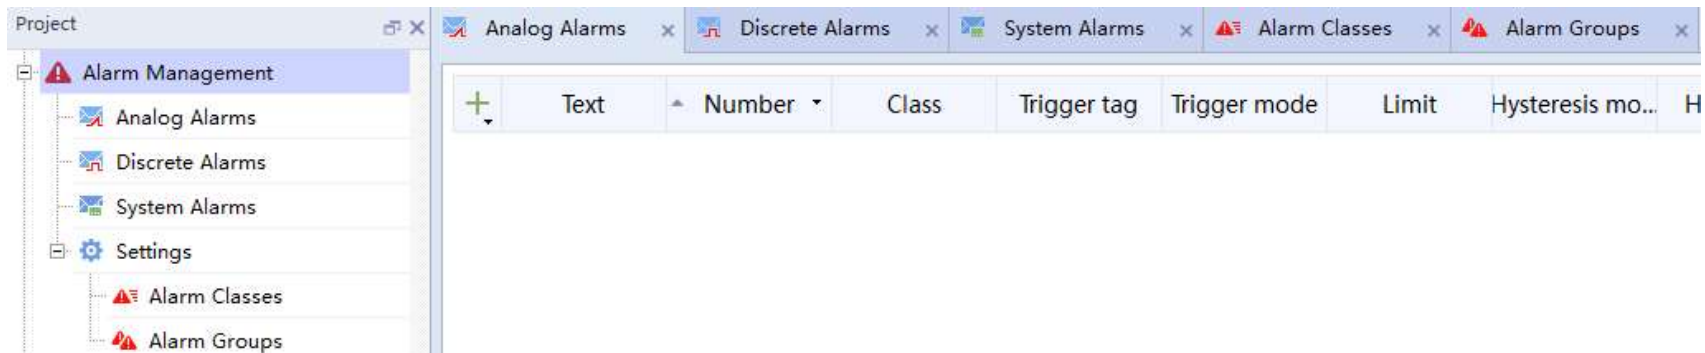 Project
Alarm Management
Analog Alarms
Discrete Alarms
System Alarms
Settings
Alarm Classes
Alarm Groups
Analog Alarms Discrete Alarms System Alarms Alarm Classes Alarm Groups
Text Number Class Trigger tag Trigger mode Limit Hysteresis mo... H